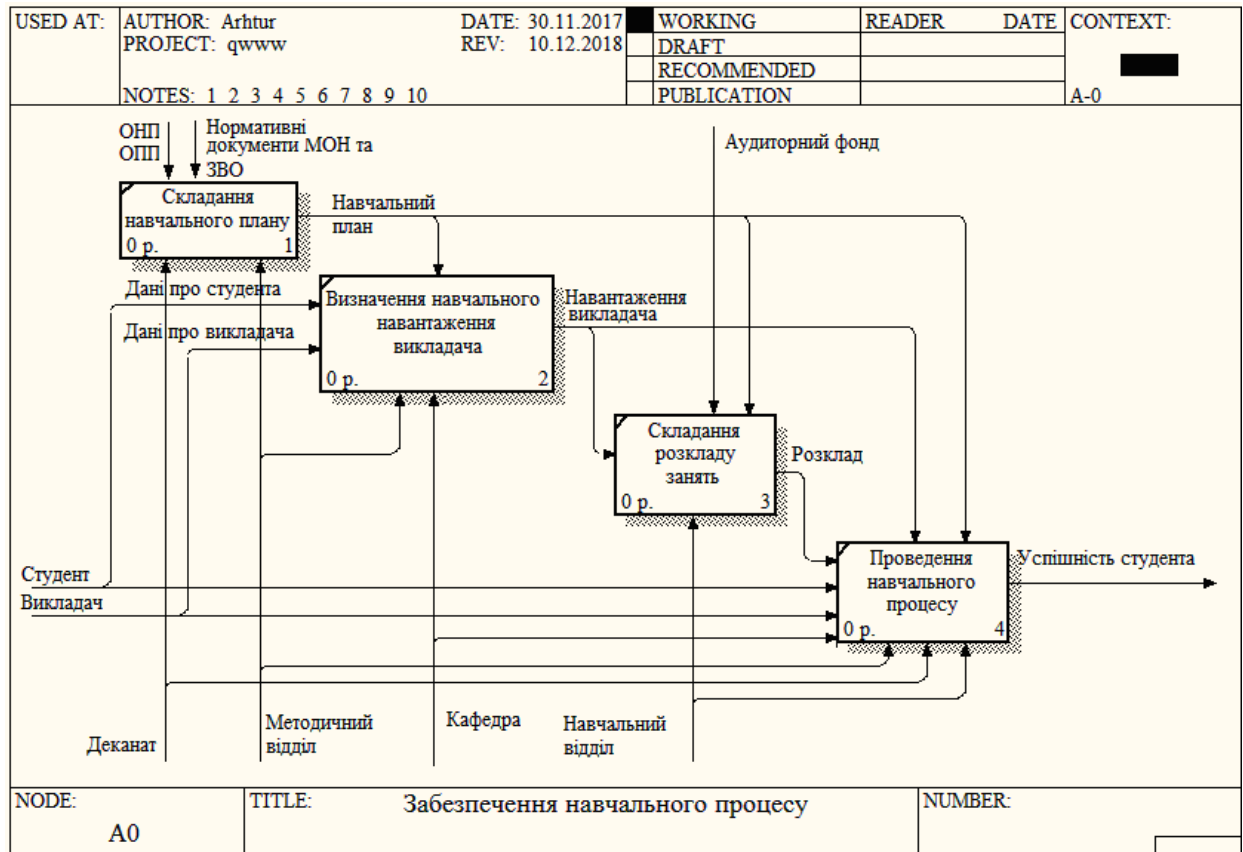 USED AT:
AUTHOR: Arhtur
DATE: 30.11.2017
WORKING
READER
DATE
CONTEXT:
PROJECT: qwww
REV: 10.12.2018
DRAFT
RECOMMENDED
NOTES: 1 2 3 4 5 6 7 8 9 10
PUBLICATION
A-0
ОНП
ОПП
Нормативні
документи МОН та
ЗВО
Аудиторний фонд
Складання
навчального плану
0 р.
1
Навчальний
план
Дані про студента
Дані про викладача
Визначення навчального
навантаження
викладача
0 р.
2
Навантаження
викладача
Складання
розкладу
занять
0 р.
3
Розклад
Проведення
навчального
процесу
0 р.
4
Успішність студента
Студент
Викладач
Деканат
Методичний
відділ
Кафедра
Навчальний
відділ
NODE:
A0
TITLE:
Забезпечення навчального процесу
NUMBER: